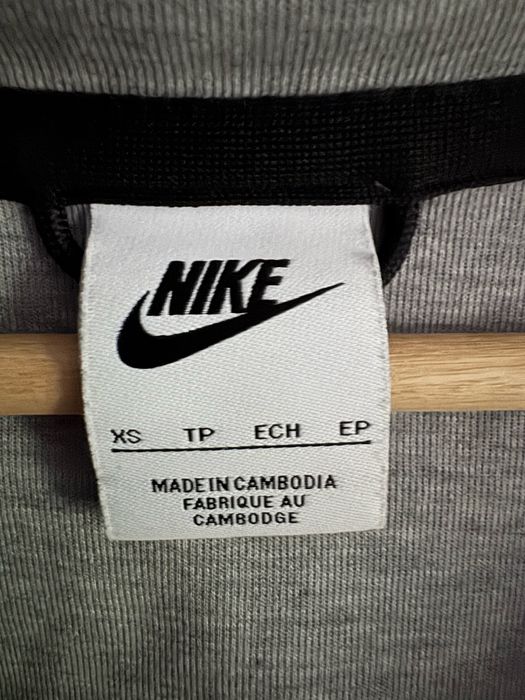 NIKE
XS TP ECH EP
MADE IN CAMBODIA
FABRIQUE AU
CAMBODGE